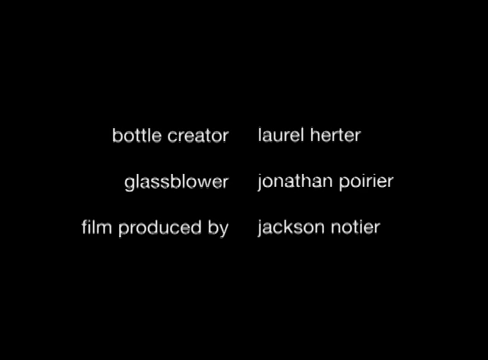 bottle creator laurel herter
glassblower jonathan poirier
film produced by jackson notier